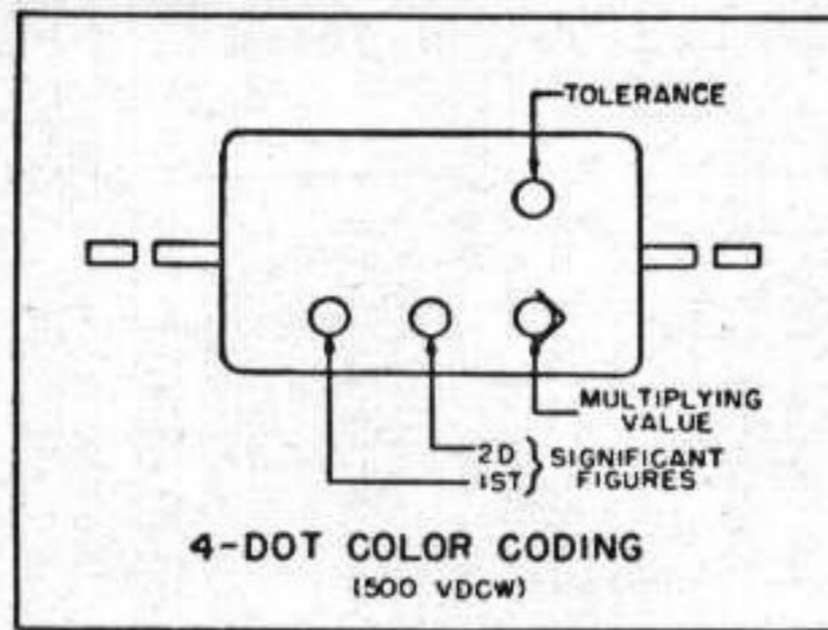 TOLERANCE
MULTIPLYING
VALUE
2D
1ST
SIGNIFICANT
FIGURES
4-DOT COLOR CODING
(500 VDCW)